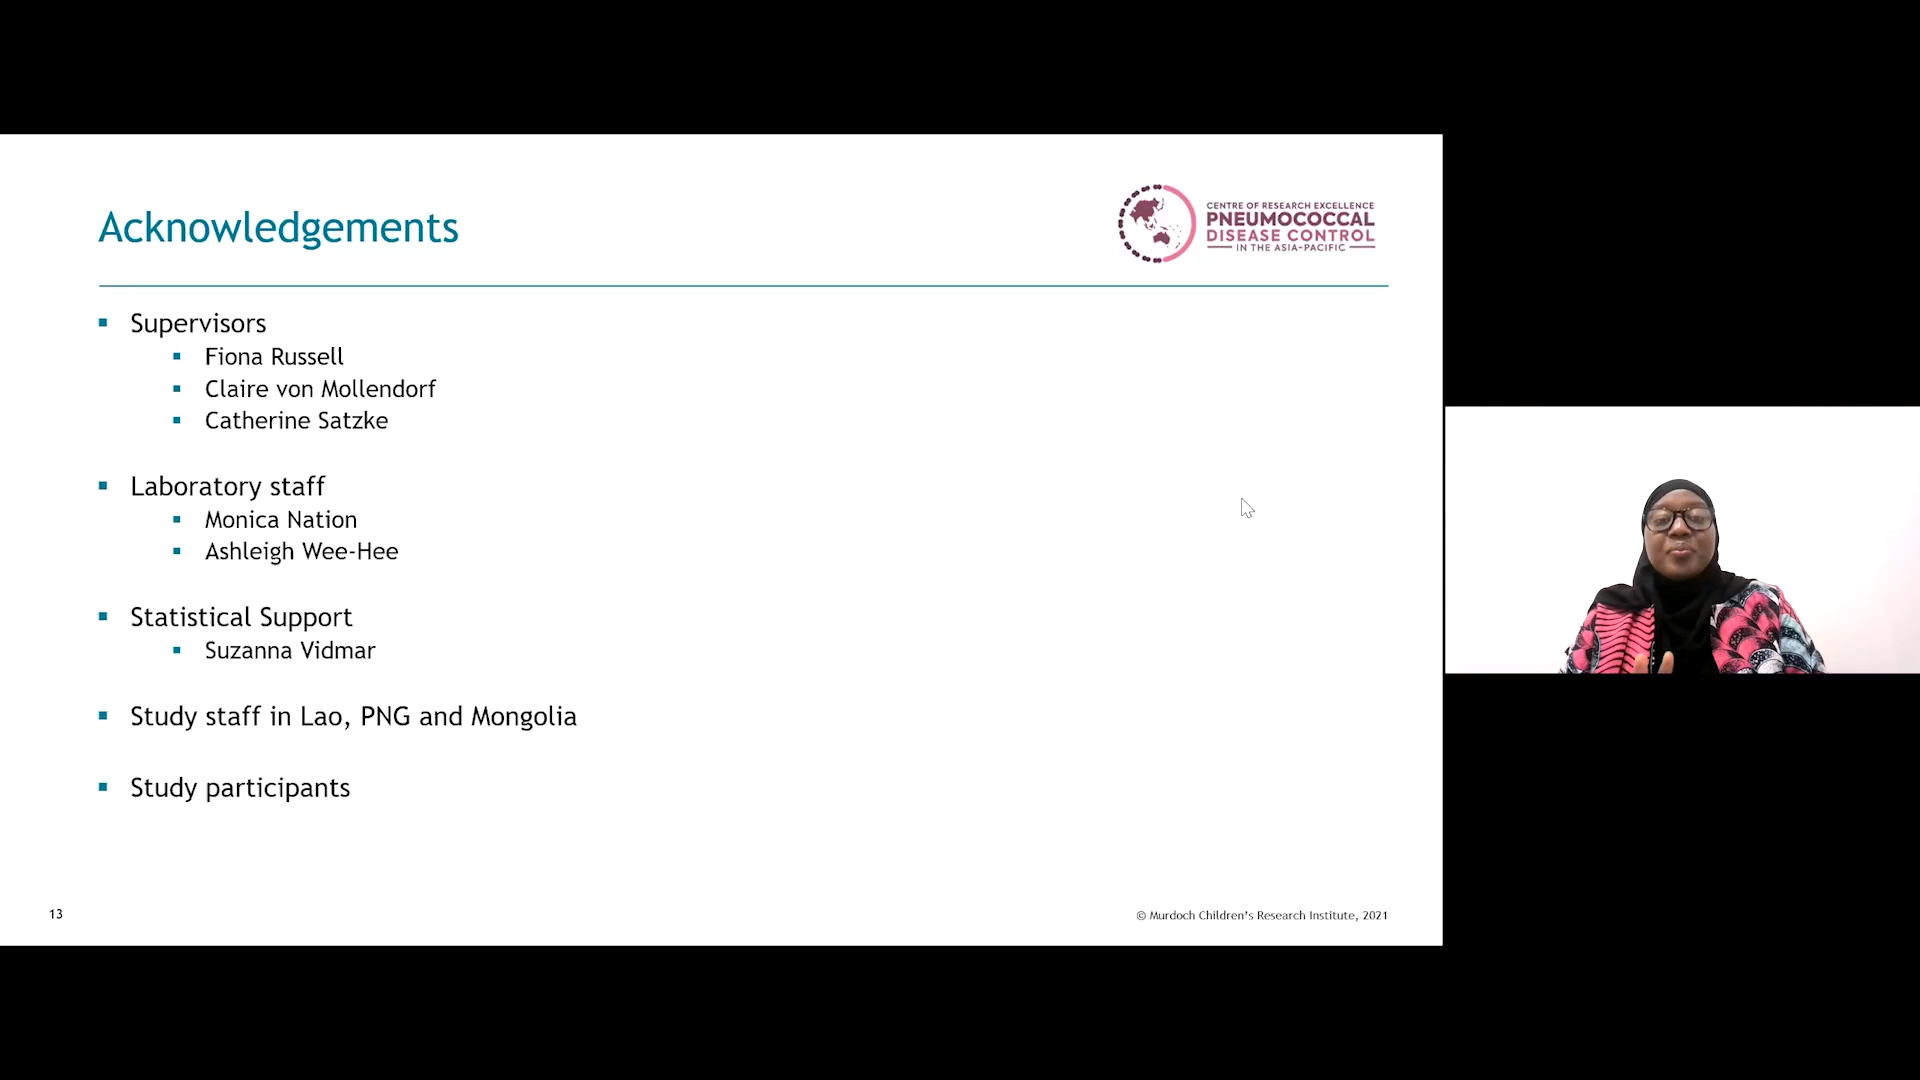 Acknowledgements
CENTRE OF RESEARCH EXCELLENCE
PNEUMOCOCCAL
DISEASE CONTROL
IN THE ASIA-PACIFIC
▪ Supervisors
▪ Fiona Russell
▪ Claire von Mollendorf
▪ Catherine Satzke
▪ Laboratory staff
▪ Monica Nation
▪ Ashleigh Wee-Hee
▪ Statistical Support
▪ Suzanna Vidmar
▪ Study staff in Lao, PNG and Mongolia
▪ Study participants
13
© Murdoch Children's Research Institute, 2021